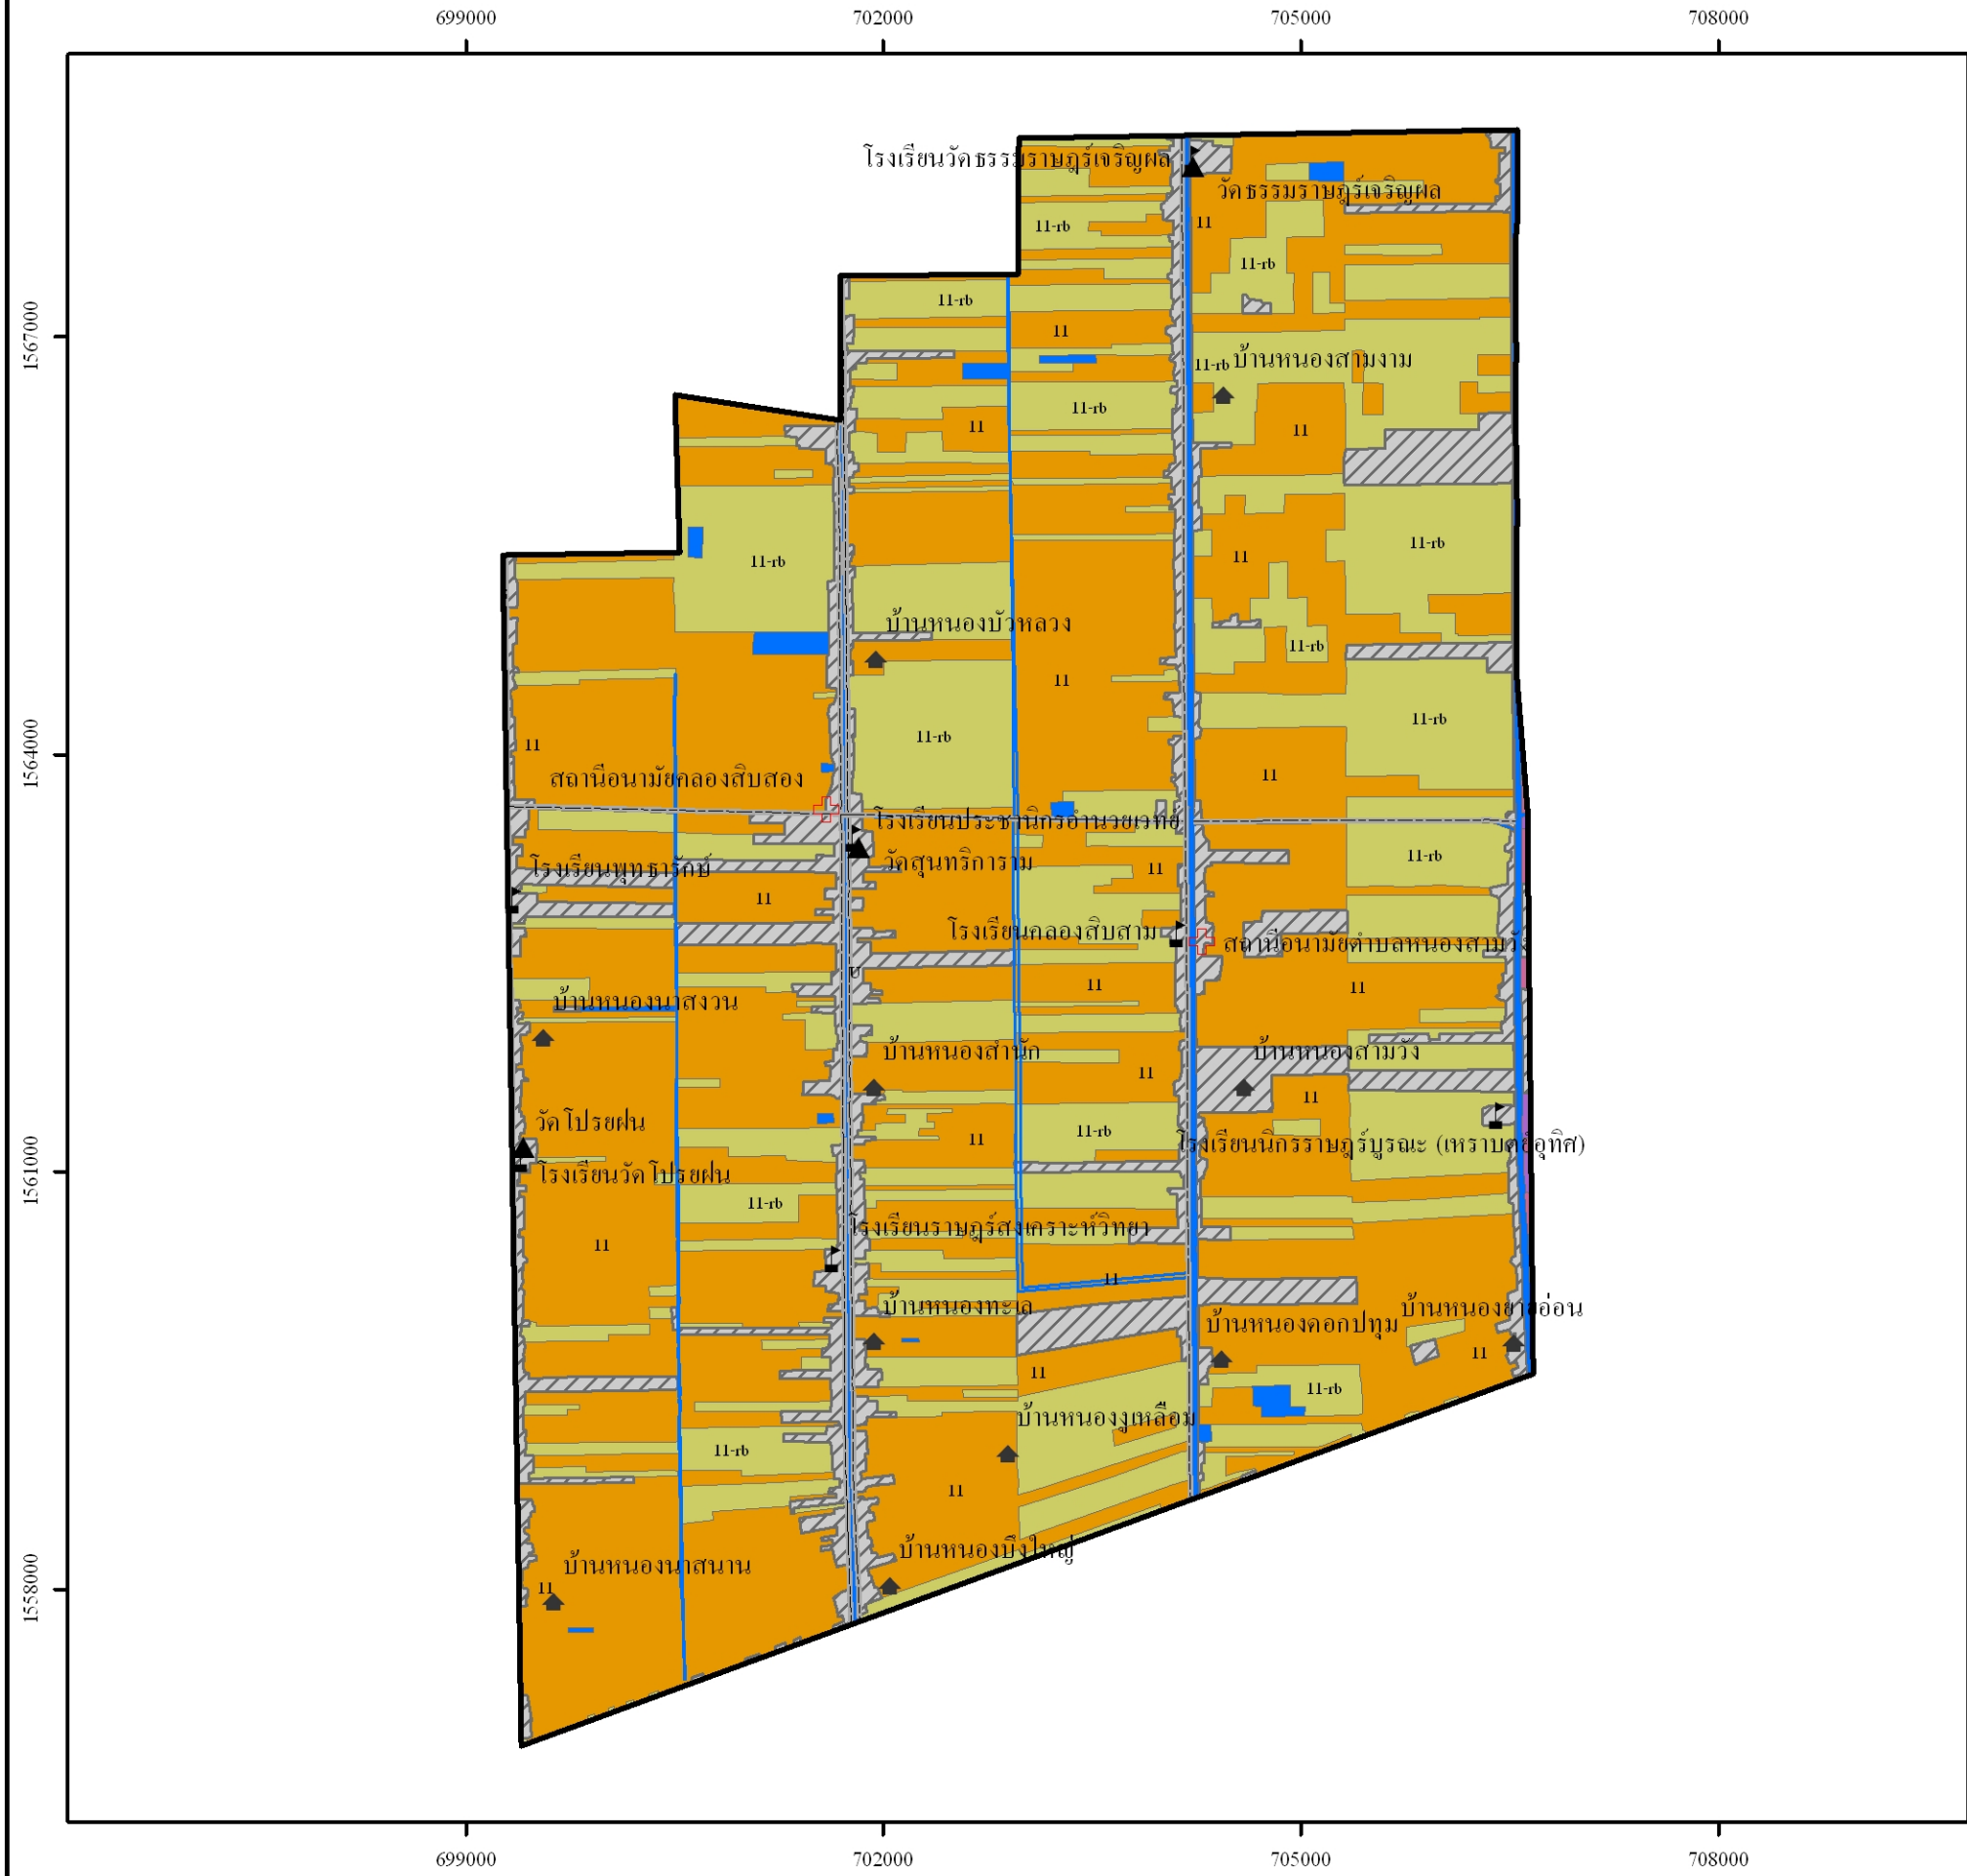 699000 702000 705000 708000
โรงเรียนวัดธรรมราษฎร์เจริญผล
วัดธรรมราษฎร์เจริญผล
11-rb
11
11-rb
11-rb
11
1567000
บ้านหนองสามงาม
11-rb
11-rb
11
11
11-rb
11
11-rb
บ้านหนองบัวหลวง
11-rb
11
11-rb
11-rb
11
1564000
11
สถานีอนามัยคลองสิบสอง
โรงเรียนประชานิกรอำนวยเวทย์
11-rb
วัดสุนทริการาม
โรงเรียนพุทธารักษ์
11
11
โรงเรียนคลองสิบสาม
สถานีอนามัยตำบลหนองสามวัง
U
11
11
บ้านหนองนาสงวน
บ้านหนองสำนัก
บ้านหนองสามวัง
11
11
วัดโปรยฝน
11-rb
11
โรงเรียนนิกรราษฎร์บูรณะ (เหราบตย์อุทิศ)
1561000
โรงเรียนวัดโปรยฝน
11-rb
โรงเรียนราษฎร์สงเคราะห์วิทยา
11
11
บ้านหนองทะเล
บ้านหนองยายอ่อน
บ้านหนองดอกปทุม
11
11
11-rb
บ้านหนองงูเหลือม
11-rb
11
บ้านหนองบึงใหญ่
บ้านหนองนาสนาน
11
1558000
699000 702000 705000 708000